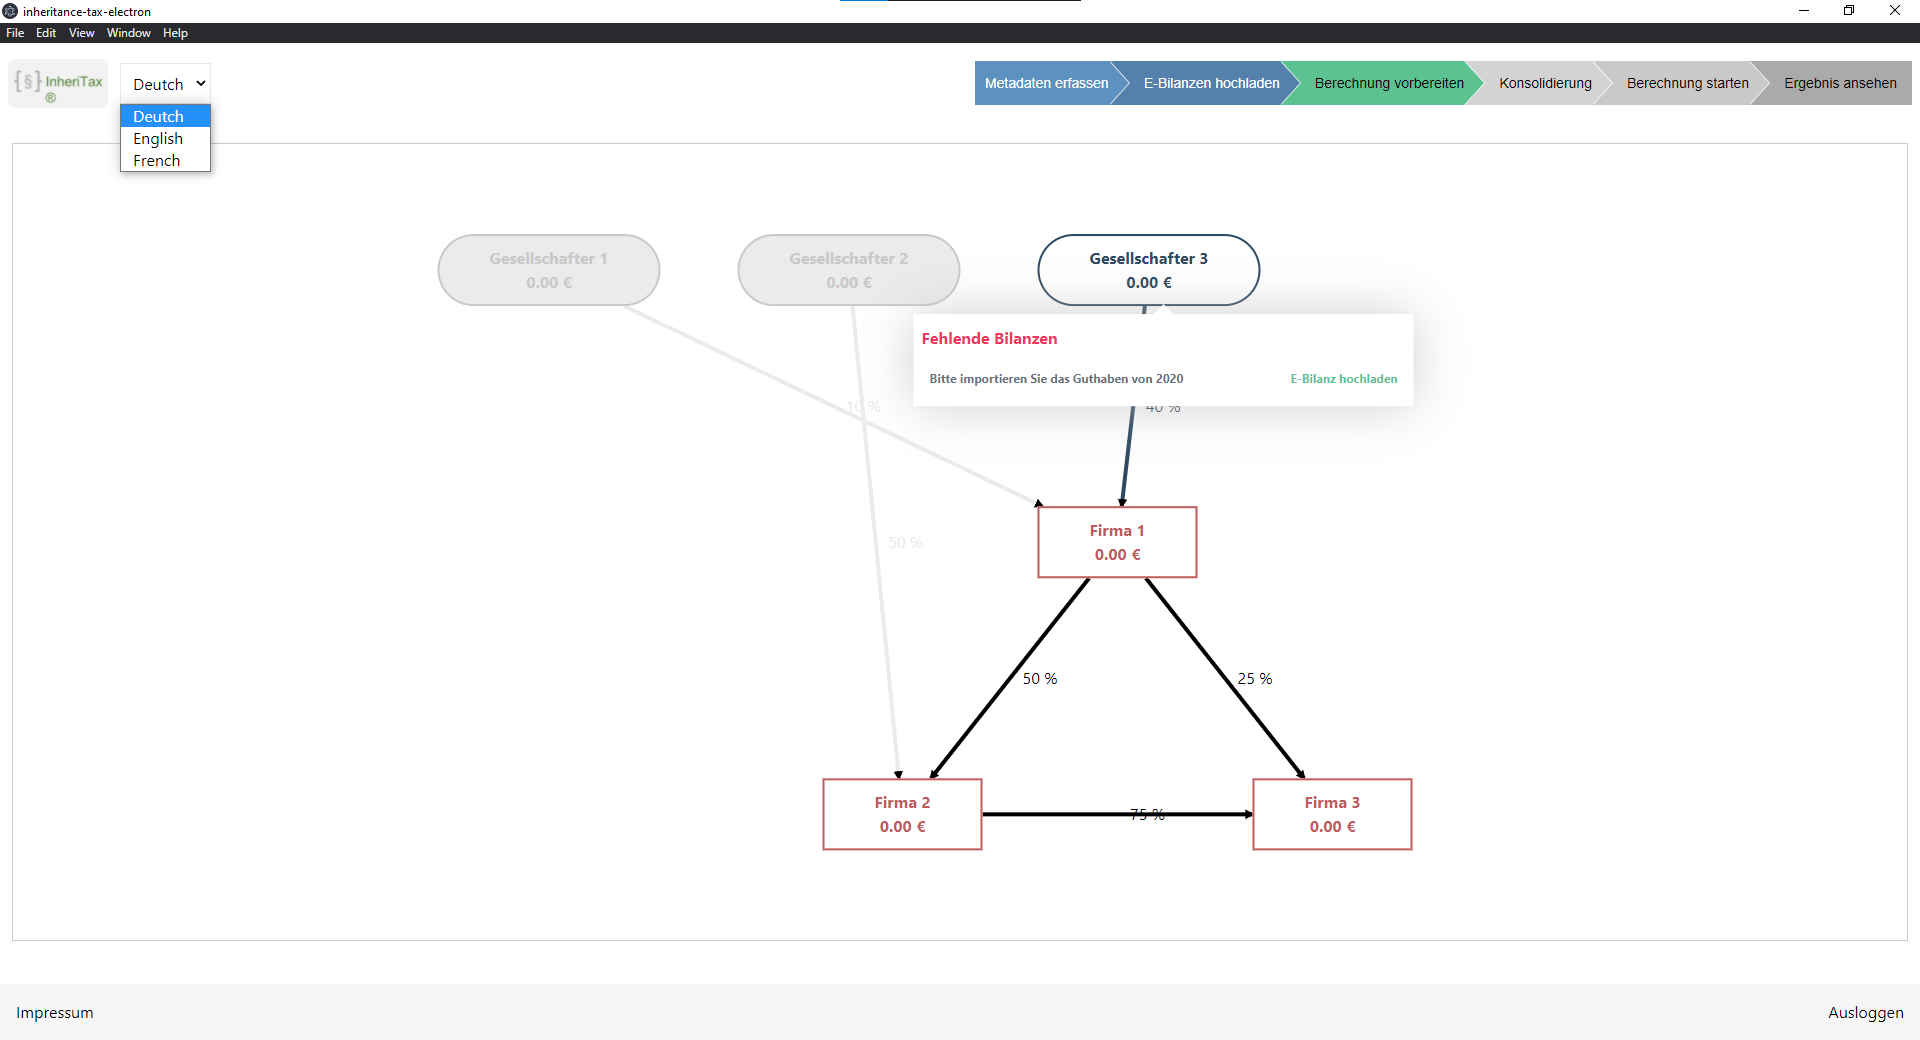 inheritance-tax-electron
File Edit View Window Help
{§} InheriTax
®
Deutch
Deutch
English
French
Metadaten erfassen
E-Bilanzen hochladen
Berechnung vorbereiten
Konsolidierung
Berechnung starten
Ergebnis ansehen
Gesellschafter 1
0.00 €
Gesellschafter 2
0.00 €
Gesellschafter 3
0.00 €
Fehlende Bilanzen
Bitte importieren Sie das Guthaben von 2020
E-Bilanz hochladen
10 %
40 %
50 %
Firma 1
0.00 €
50 %
25 %
Firma 2
0.00 €
75 %
Firma 3
0.00 €
Impressum
Ausloggen